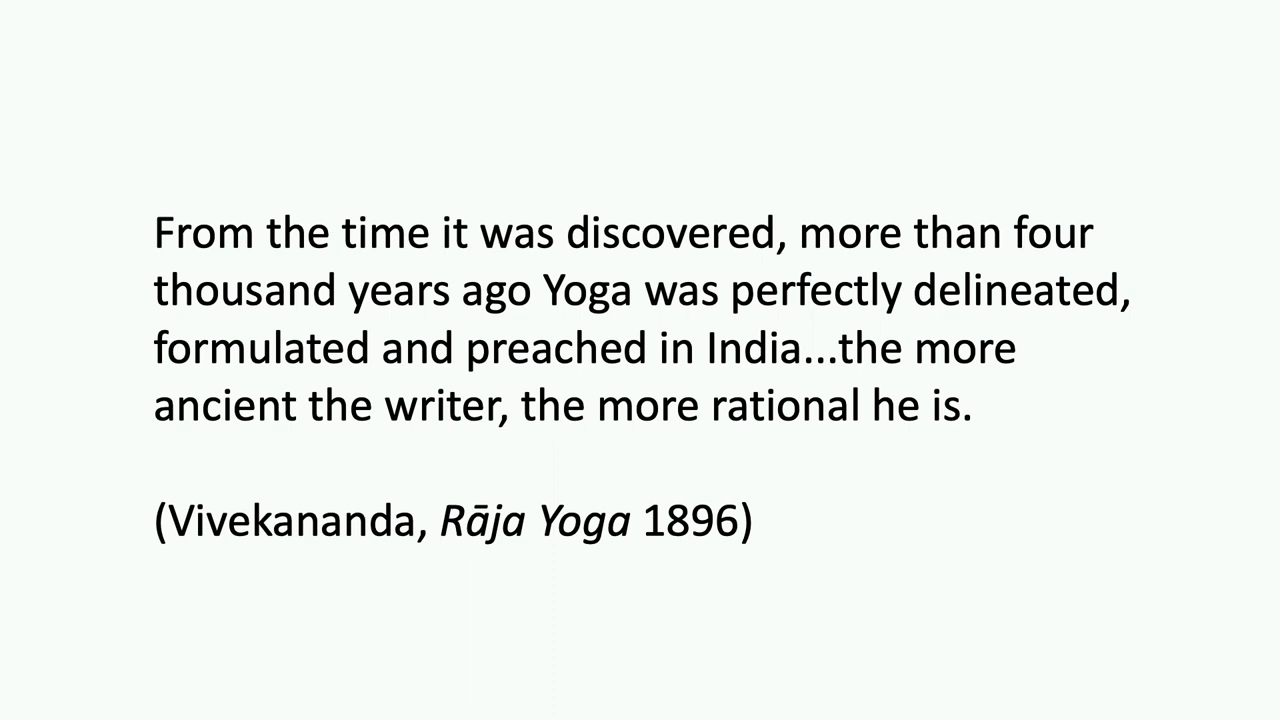 From the time it was discovered, more than four
thousand years ago Yoga was perfectly delineated,
formulated and preached in India...the more
ancient the writer, the more rational he is.
(Vivekananda, Rāja Yoga 1896)